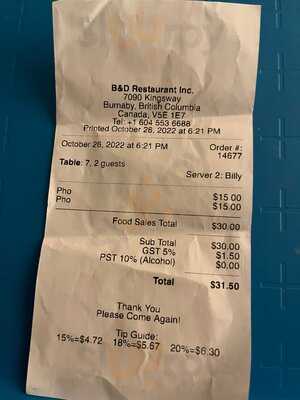 B&D Restaurant Inc.
7090 Kingsway
Burnaby, British Columbia
Canada, V5E 1E7
Tel: +1 604 553 6688
Printed October 26, 2022 at 6:21 PM
October 26, 2022 at 6:21 PM Order #:
14677
Table: 7, 2 guests
Server 2: Billy
Pho $15.00
Pho $15.00
Food Sales Total $30.00
Sub Total $30.00
GST 5% $1.50
PST 10% (Alcohol) $0.00
Total $31.50
Thank You
Please Come Again!
Tip Guide:
15%=$4.72 18%=$5.67 20%=$6.30